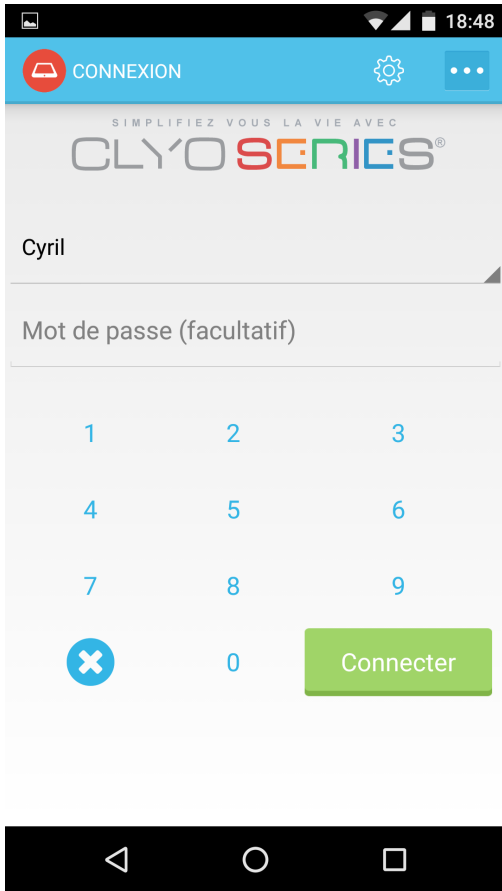 18:48
CONNEXION
SIMPLIFIEZ VOUS LA VIE AVEC
CLYO SERIES®
Cyril
Mot de passe (facultatif)
1 2 3
4 5 6
7 8 9
0 Connecter